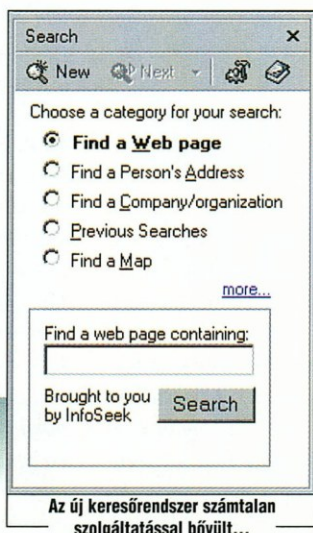 Search
New Next
Choose a category for your search:
Find a Web page
Find a Person's Address
Find a Company/organization
Previous Searches
Find a Map
more...
Find a web page containing:
Brought to you
by InfoSeek
Search
Az új keresőrendszer számtalan
szolgáltatással bővült...